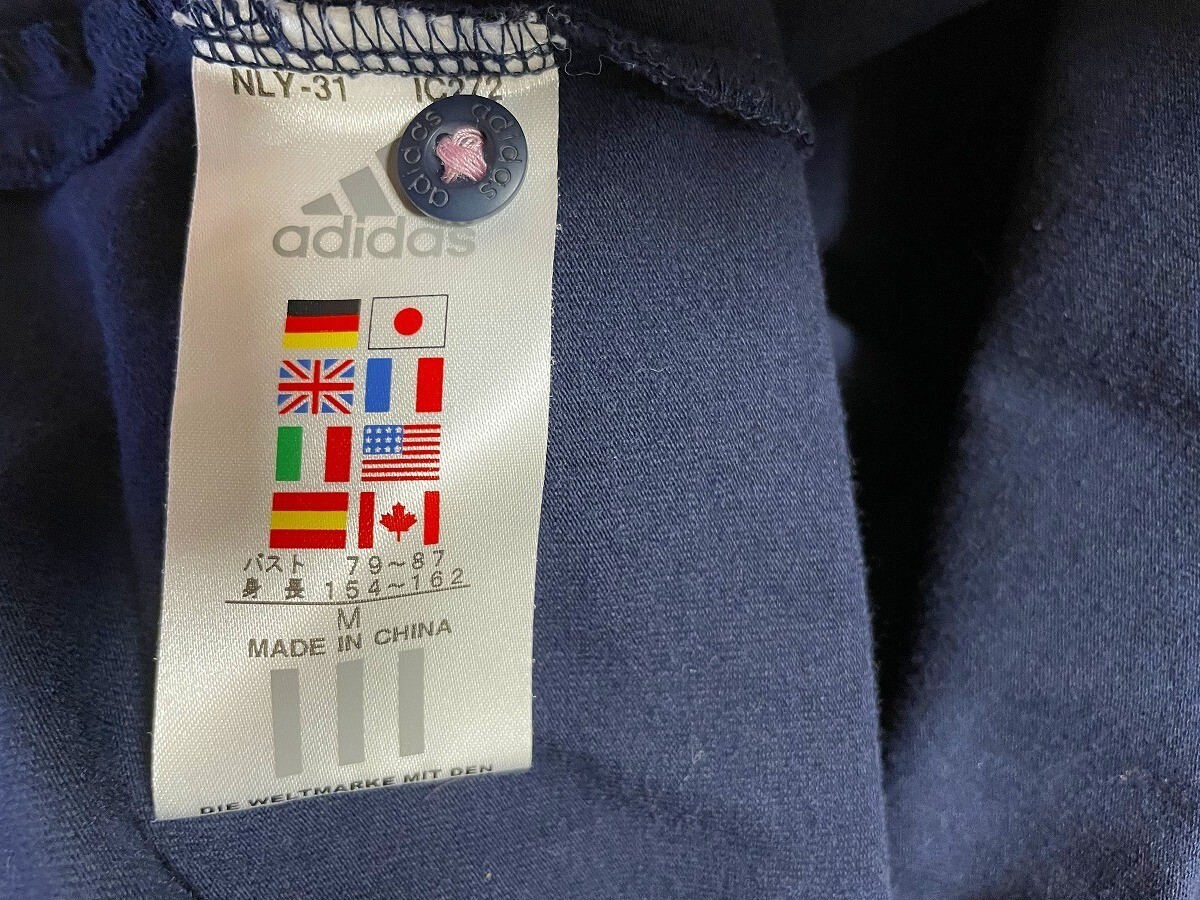 NLY-31 IC272
adidas adidas
adidas
バスト 79～87
身長 154～162
M
MADE IN CHINA
DIE WELTMARKE MIT DEN